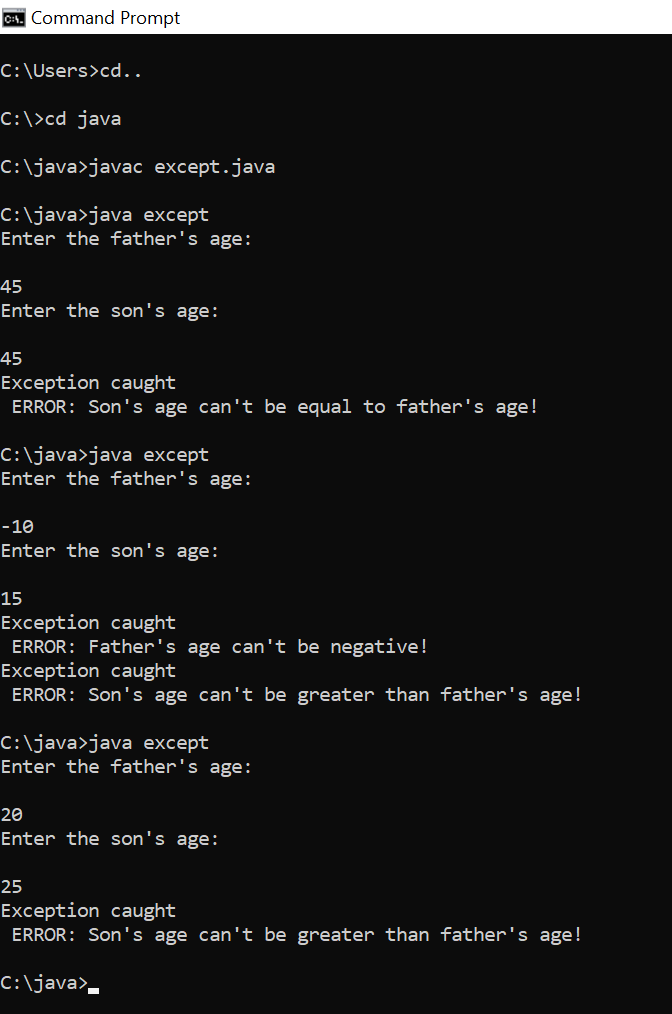 Command Prompt
C:\Users>cd..
C:\>cd java
C:\java>javac except.java
C:\java>java except
Enter the father's age:
45
Enter the son's age:
45
Exception caught
 ERROR: Son's age can't be equal to father's age!
C:\java>java except
Enter the father's age:
-10
Enter the son's age:
15
Exception caught
 ERROR: Father's age can't be negative!
Exception caught
 ERROR: Son's age can't be greater than father's age!
C:\java>java except
Enter the father's age:
20
Enter the son's age:
25
Exception caught
 ERROR: Son's age can't be greater than father's age!
C:\java>